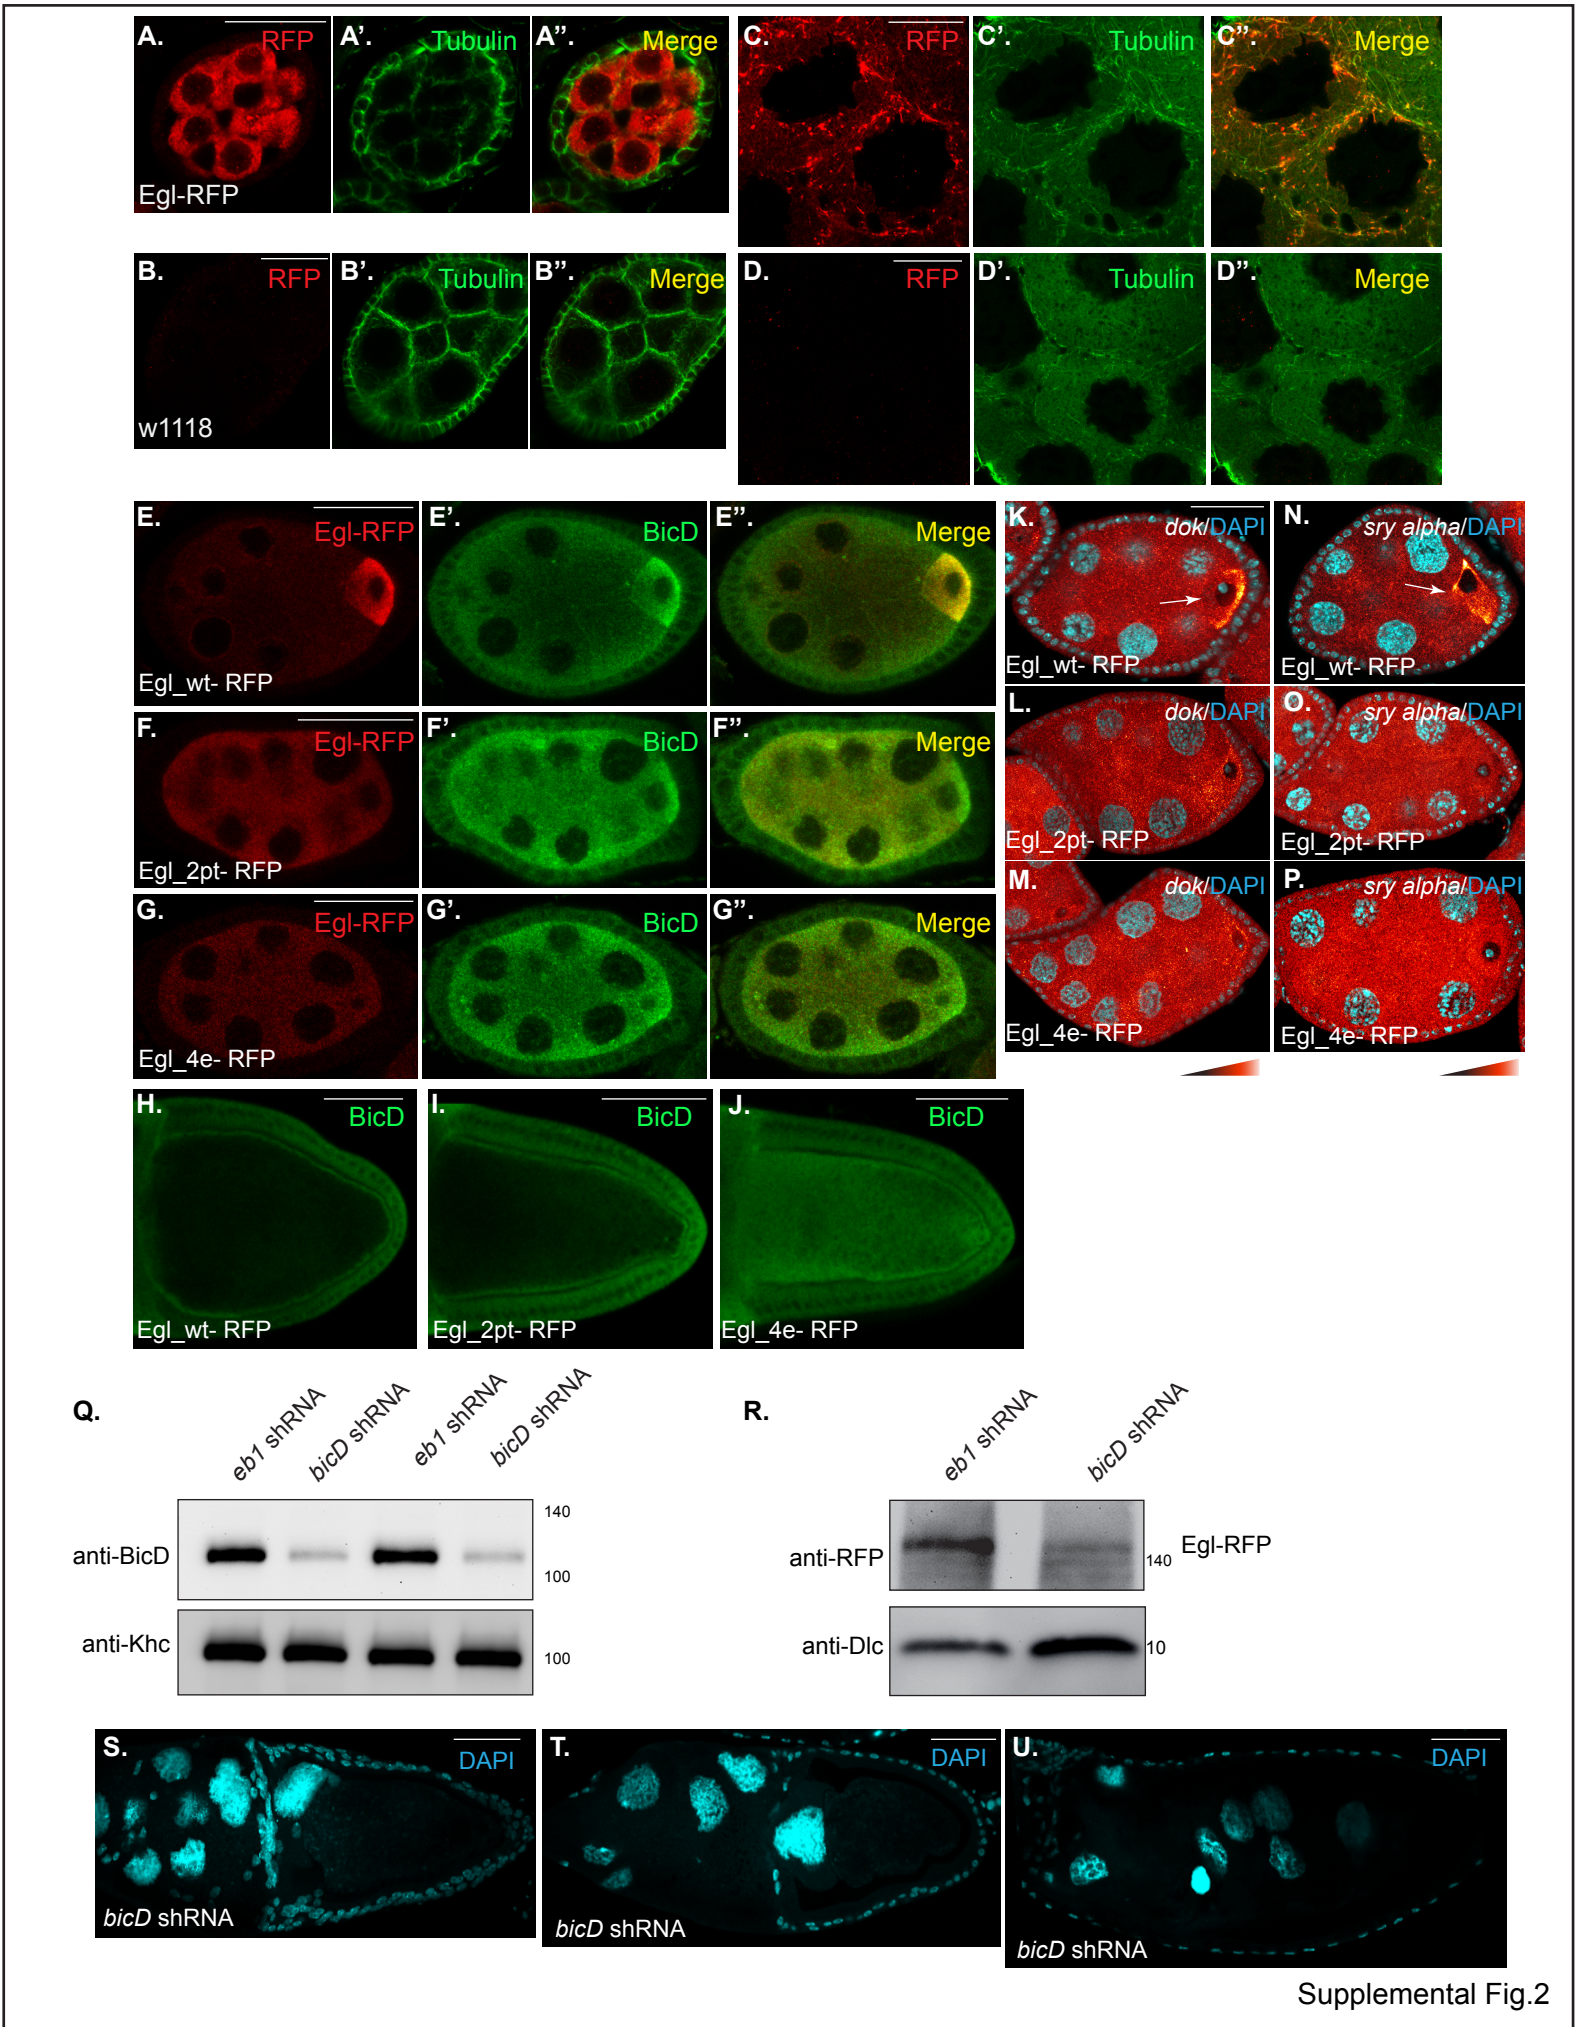 A. RFP A'. Tubulin A". Merge C. RFP C'. Tubulin C". Merge
Egl-RFP
B. RFP B'. Tubulin B". Merge D. RFP D'. Tubulin D". Merge
w1118
E. Egl-RFP E'. BicD E". Merge K. dok/DAPI N. sry alpha/DAPI
Egl_wt- RFP Egl_wt- RFP Egl_wt- RFP
F. Egl-RFP F'. BicD F". Merge L. dok/DAPI O. sry alpha/DAPI
Egl_2pt- RFP Egl_2pt- RFP Egl_2pt- RFP
G. Egl-RFP G'. BicD G". Merge M. dok/DAPI P. sry alpha/DAPI
Egl_4e- RFP Egl_4e- RFP Egl_4e- RFP
H. BicD I. BicD J. BicD
Egl_wt- RFP Egl_2pt- RFP Egl_4e- RFP
Q. eb1 shRNA bicD shRNA eb1 shRNA bicD shRNA R. eb1 shRNA bicD shRNA
140
anti-BicD
100
anti-Khc
100
anti-RFP 140 Egl-RFP
anti-Dlc 10
S. DAPI T. DAPI U. DAPI
bicD shRNA bicD shRNA bicD shRNA
Supplemental Fig.2